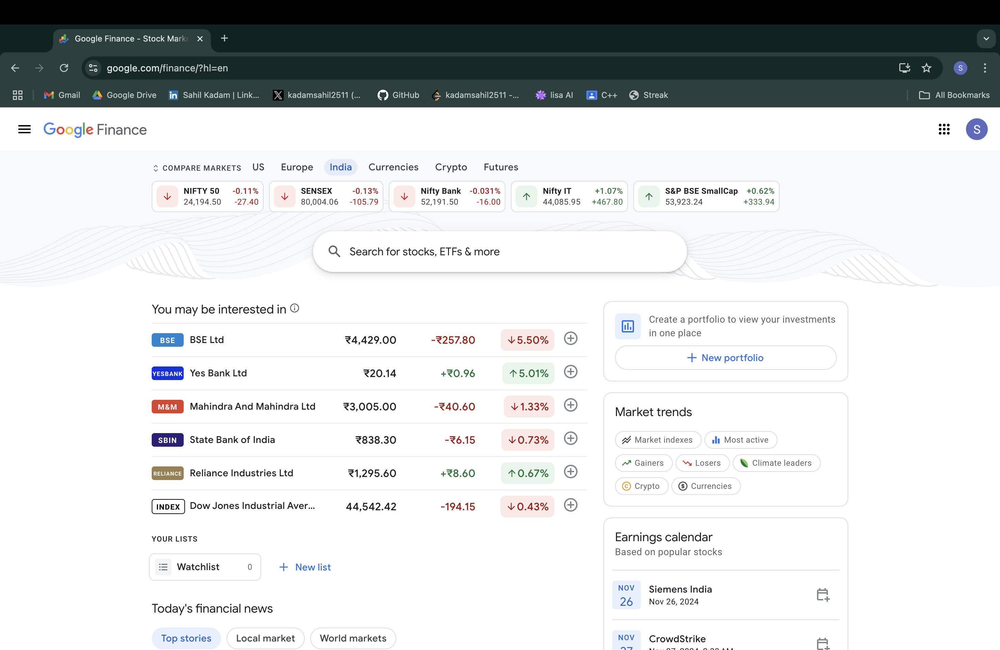 Google Finance - Stock Marke
google.com/finance/?hl=en
S
Gmail
Google Drive
Sahil Kadam | Link...
kadamsahil2511 (...
GitHub
kadamsahil2511 -...
lisa AI
C++
Streak
All Bookmarks
Google Finance
S
COMPARE MARKETS
US
Europe
India
Currencies
Crypto
Futures
NIFTY 50 -0.11%
24,194.50 -27.40
SENSEX -0.13%
80,004.06 -105.79
Nifty Bank -0.031%
52,191.50 -16.00
Nifty IT +1.07%
44,085.95 +467.80
S&P BSE SmallCap +0.62%
53,923.24 +333.94
Search for stocks, ETFs & more
You may be interested in
BSE BSE Ltd ₹4,429.00 -₹257.80 5.50%
YESBANK Yes Bank Ltd ₹20.14 +₹0.96 5.01%
M&M Mahindra And Mahindra Ltd ₹3,005.00 -₹40.60 1.33%
SBIN State Bank of India ₹838.30 -₹6.15 0.73%
RELIANCE Reliance Industries Ltd ₹1,295.60 +₹8.60 0.67%
INDEX Dow Jones Industrial Aver... 44,542.42 -194.15 0.43%
YOUR LISTS
Watchlist 0
New list
Today's financial news
Top stories
Local market
World markets
Create a portfolio to view your investments
in one place
New portfolio
Market trends
Market indexes
Most active
Gainers
Losers
Climate leaders
Crypto
Currencies
Earnings calendar
Based on popular stocks
NOV
26
Siemens India
Nov 26, 2024
NOV
CrowdStrike